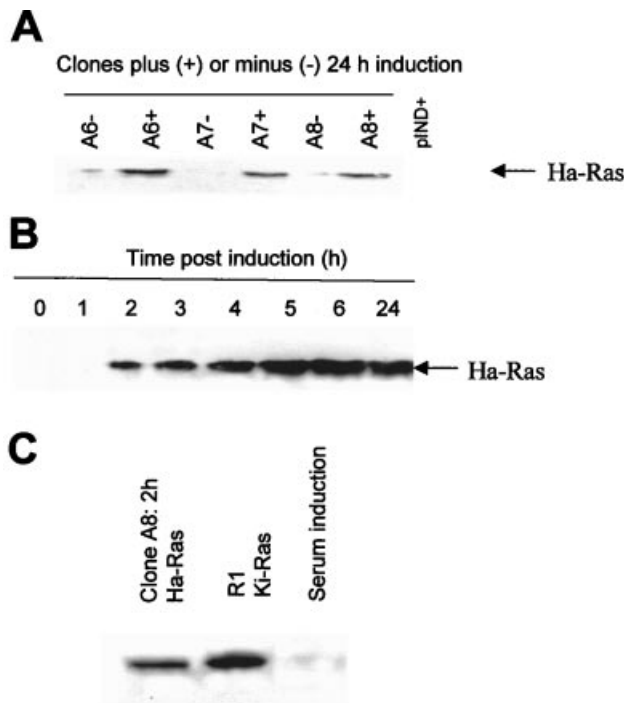 A
Clones plus (+) or minus (-) 24 h induction
A6- A6+ A7- A7+ A8- A8+ pIND+
Ha-Ras
B
Time post induction (h)
0 1 2 3 4 5 6 24
Ha-Ras
C
Clone A8: 2h
Ha-Ras
R1
Ki-Ras
Serum induction